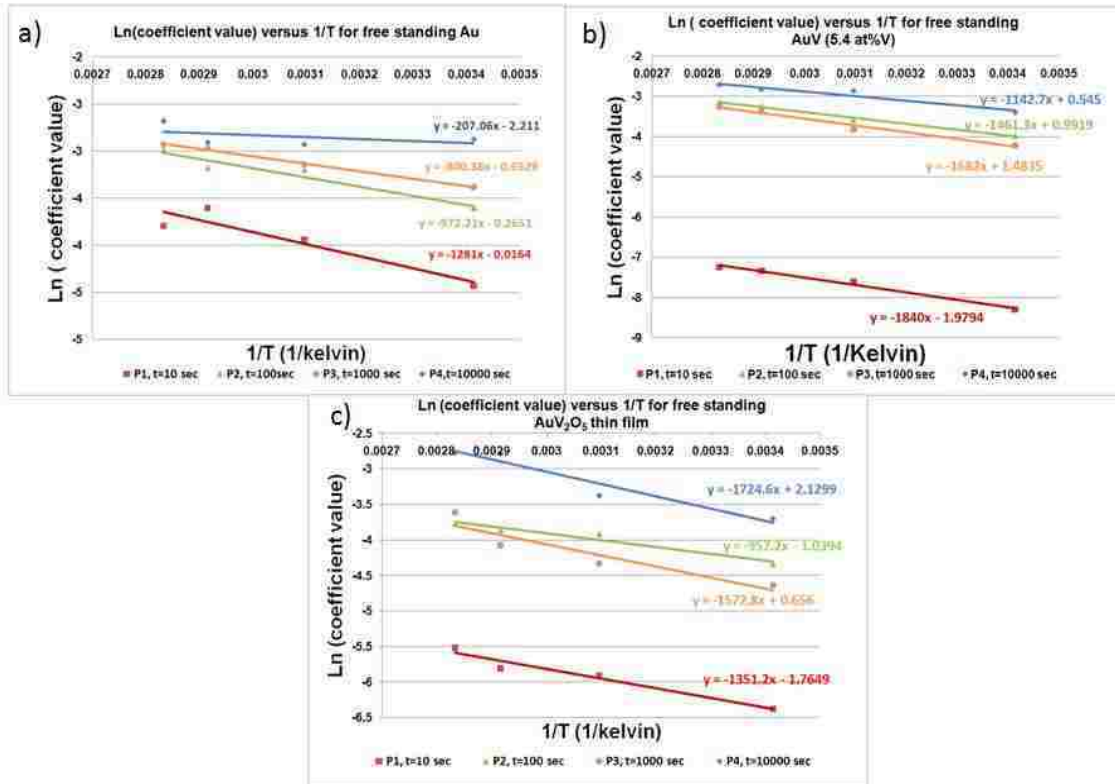 a)
Ln(coefficient value) versus 1/T for free standing Au
-2
0.0027 0.0028 0.0029 0.003 0.0031 0.0032 0.0033 0.0034 0.0035
-3
-3
-4
-4
-5
-5
Ln ( coefficient value)
y = -207.06x - 2.211
y = -972.21x - 0.2651
y = -1281x - 0.0164
1/T (1/kelvin)
P1, t=10 sec P2, t=100sec P3, t=1000 sec P4,t=10000 sec
b)
Ln ( coefficient value) versus 1/T for free standing
AuV (5.4 at%V)
-2
0.0027 0.0028 0.0029 0.003 0.0031 0.0032 0.0033 0.0034 0.0035
-3
-4
-5
-6
-7
-8
-9
Ln (coefficient value)
y = -1142.7x + 0.545
y = -1461.3x + 0.9919
y = -1682x + 1.4835
y = -1840x - 1.9794
1/T (1/Kelvin)
P1, t=10 sec P2, t=100 sec P3, t=1000 sec P4, t=10000 sec
c)
Ln (coefficient value) versus 1/T for free standing
AuV₂O₅ thin film
-2.5
0.0027 0.0028 0.0029 0.003 0.0031 0.0032 0.0033 0.0034 0.0035
-3
-3.5
-4
-4.5
-5
-5.5
-6
-6.5
Ln (coefficient value)
y = -1724.6x + 2.1299
y = -957.2x - 1.0394
y = -1572.8x + 0.656
y = -1351.2x - 1.7649
1/T (1/kelvin)
P1, t=10 sec P2, t=100 sec P3, t=1000 sec P4, t=10000 sec